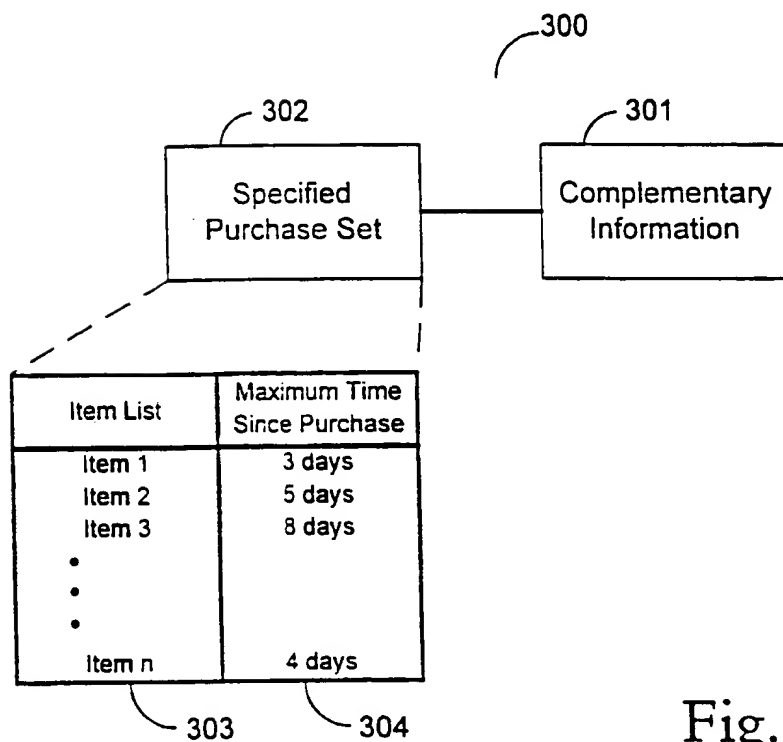 300
302
301
Specified
Purchase Set
Complementary
Information
Item List
Maximum Time
Since Purchase
Item 1
3 days
Item 2
5 days
Item 3
8 days
Item n
4 days
303
304
Fig.